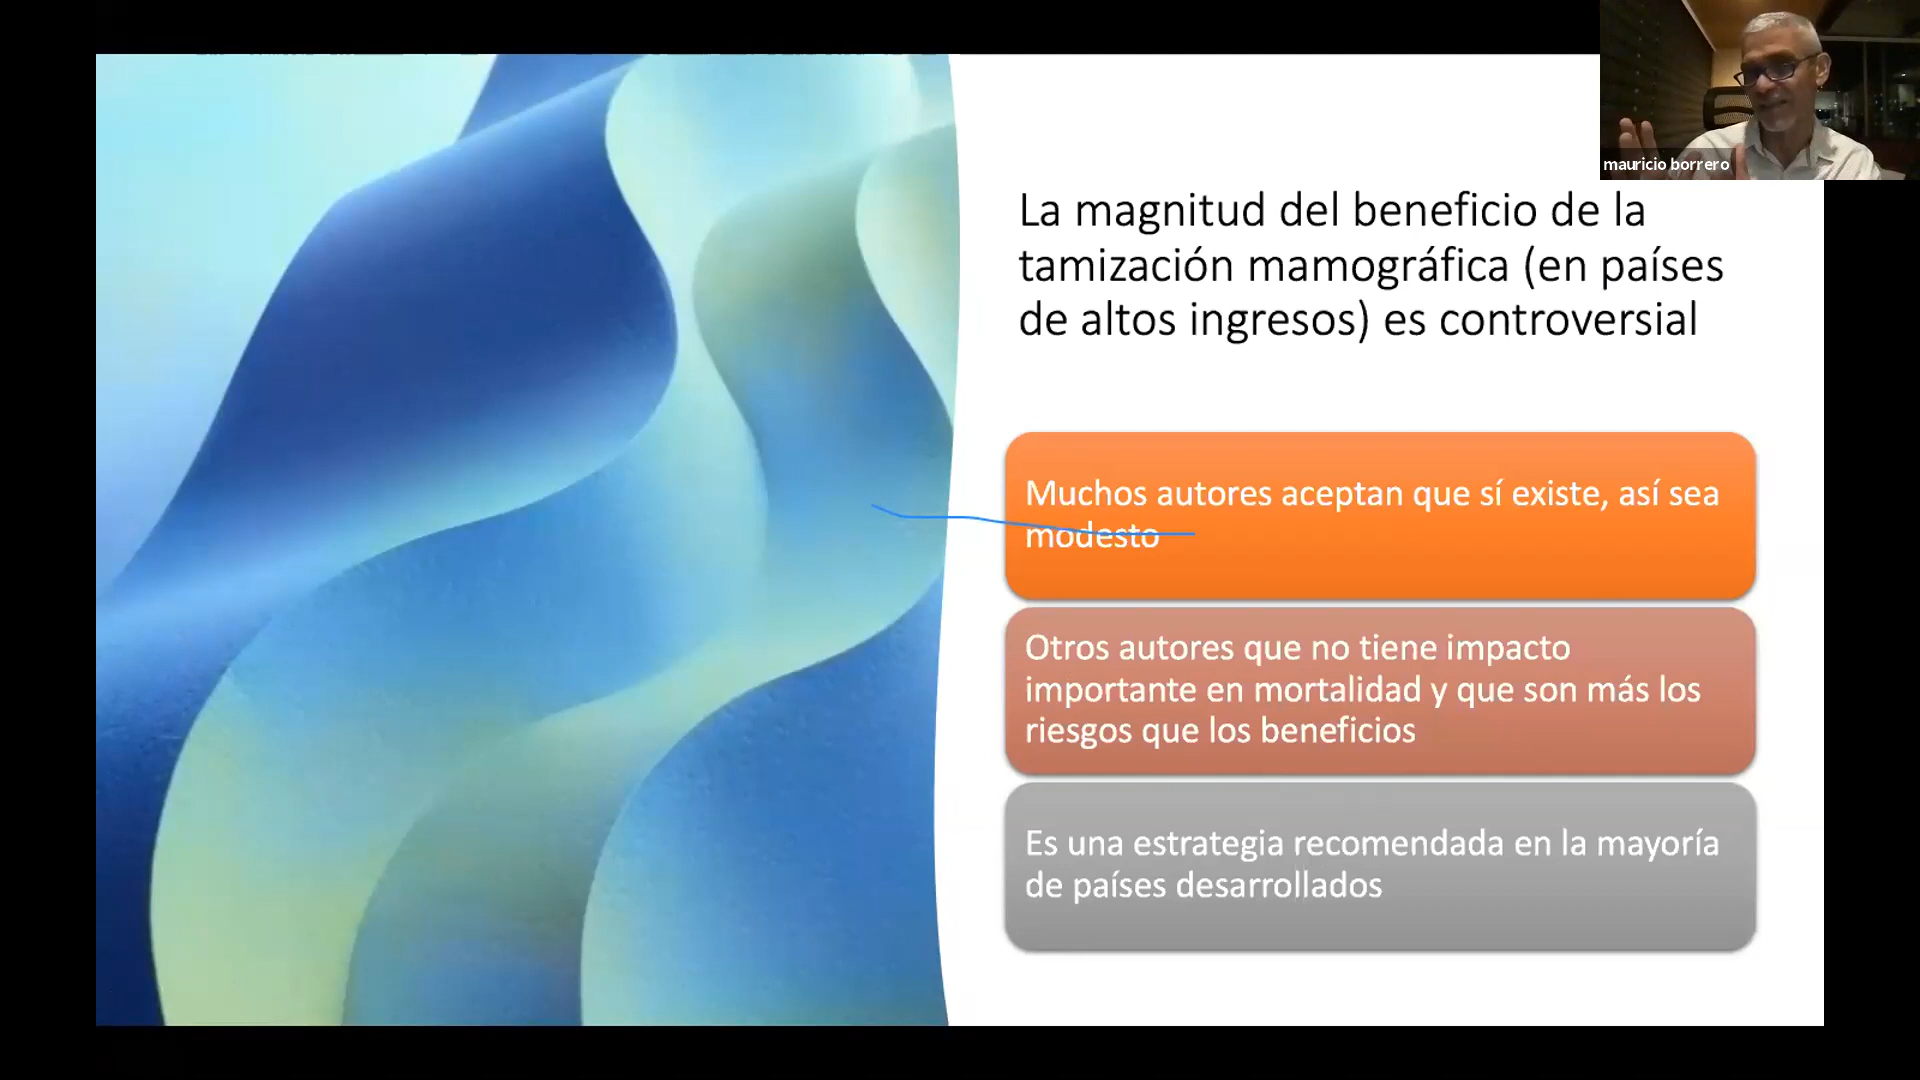 mauricio borrero
La magnitud del beneficio de la
tamización mamográfica (en países
de altos ingresos) es controversial
Muchos autores aceptan que sí existe, así sea
modesto
Otros autores que no tiene impacto
importante en mortalidad y que son más los
riesgos que los beneficios
Es una estrategia recomendada en la mayoría
de países desarrollados